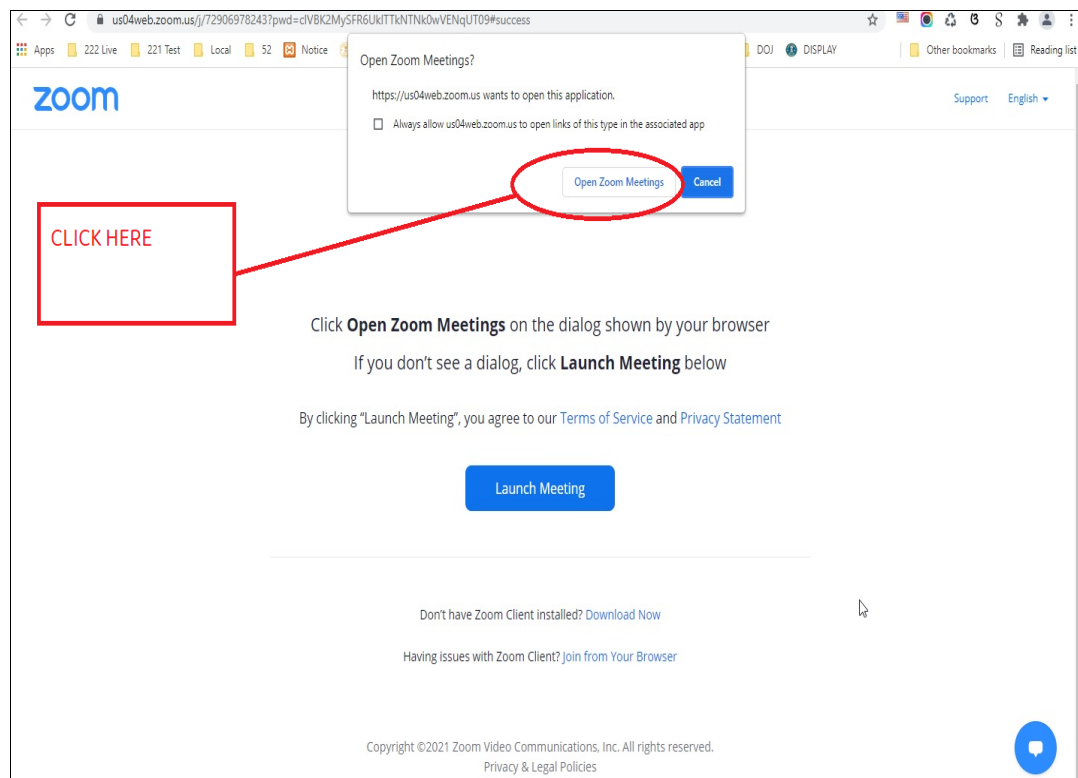 us04web.zoom.us/j/72906978243?pwd=clVBK2MySFR6UklTTkNTNk0wVENqUT09#success
Apps 222 Live 221 Test Local 52 Notice DOJ DISPLAY Other bookmarks Reading list
Open Zoom Meetings?
https://us04web.zoom.us wants to open this application.
Always allow us04web.zoom.us to open links of this type in the associated app
Open Zoom Meetings Cancel
zoom
Support English
CLICK HERE
Click Open Zoom Meetings on the dialog shown by your browser
If you don't see a dialog, click Launch Meeting below
By clicking “Launch Meeting”, you agree to our Terms of Service and Privacy Statement
Launch Meeting
Don't have Zoom Client installed? Download Now
Having issues with Zoom Client? Join from Your Browser
Copyright ©2021 Zoom Video Communications, Inc. All rights reserved.
Privacy & Legal Policies